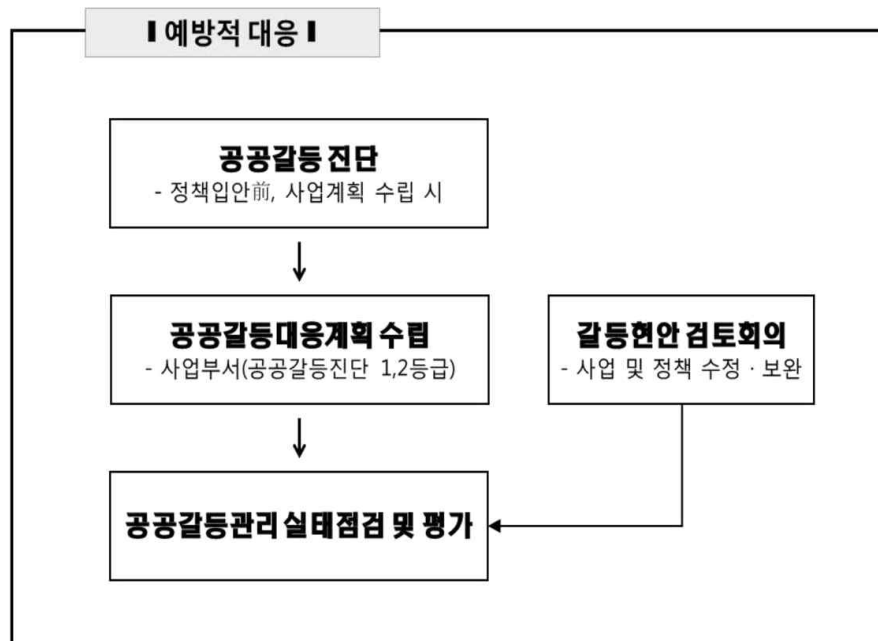 ▮ 예방적 대응 ▮
공공갈등 진단
- 정책입안前, 사업계획 수립 시
공공갈등대응계획 수립
- 사업부서(공공갈등진단 1,2등급)
갈등현안 검토회의
- 사업 및 정책 수정 · 보완
공공갈등관리 실태점검 및 평가